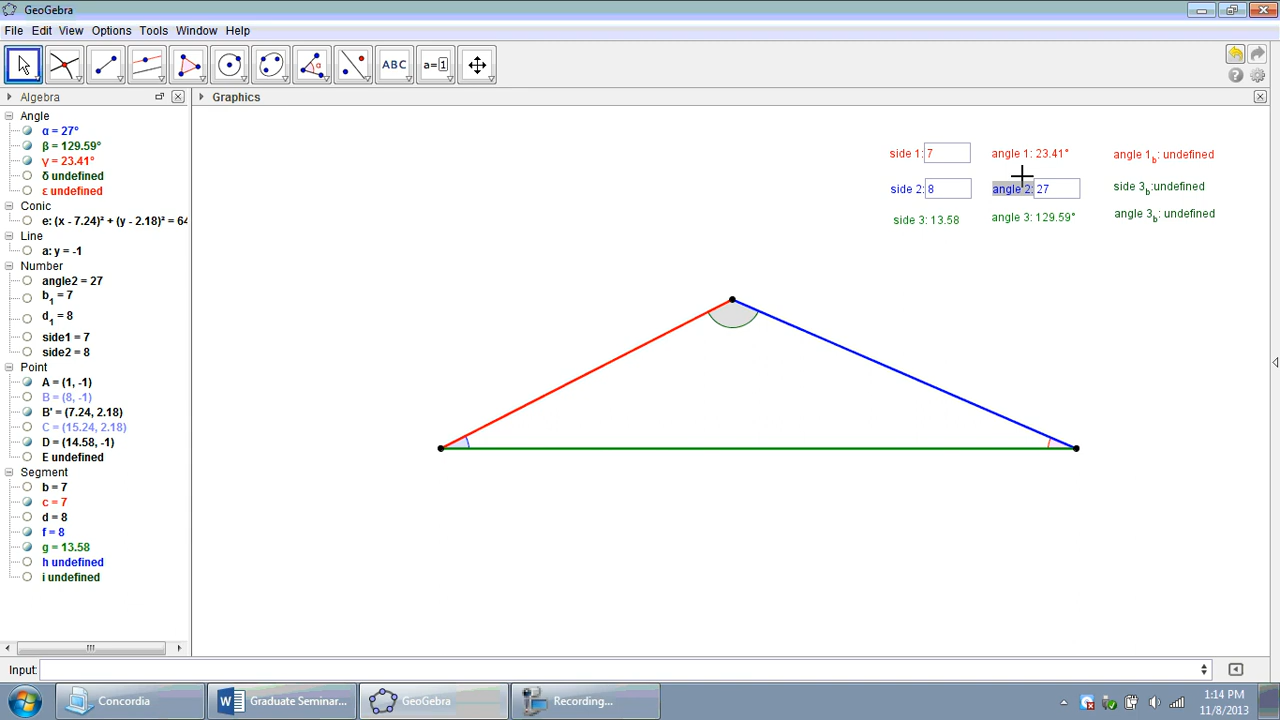 GeoGebra
File Edit View Options Tools Window Help
ABC a=1
Algebra
Graphics
Angle
α = 27°
β = 129.59°
γ = 23.41°
δ undefined
ε undefined
Conic
e: (x - 7.24)² + (y - 2.18)² = 64
Line
a: y = -1
Number
angle2 = 27
b₁ = 7
d₁ = 8
side1 = 7
side2 = 8
Point
A = (1, -1)
B = (8, -1)
B' = (7.24, 2.18)
C = (15.24, 2.18)
D = (14.58, -1)
E undefined
Segment
b = 7
c = 7
d = 8
f = 8
g = 13.58
h undefined
i undefined
side 1: 7 angle 1: 23.41° angle 1b: undefined
side 2: 8 angle 2: 27 side 3b:undefined
side 3: 13.58 angle 3: 129.59° angle 3b: undefined
Input:
Concordia Graduate Seminar... GeoGebra Recording...
1:14 PM
11/8/2013